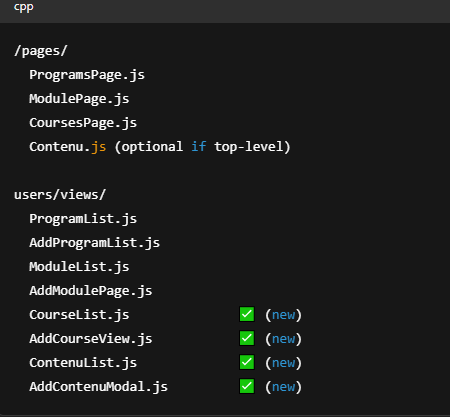 cpp
/pages/
ProgramsPage.js
ModulePage.js
CoursesPage.js
Contenu.js (optional if top-level)
users/views/
ProgramList.js
AddProgramList.js
ModuleList.js
AddModulePage.js
CourseList.js ✅ (new)
AddCourseView.js ✅ (new)
ContenuList.js ✅ (new)
AddContenuModal.js ✅ (new)